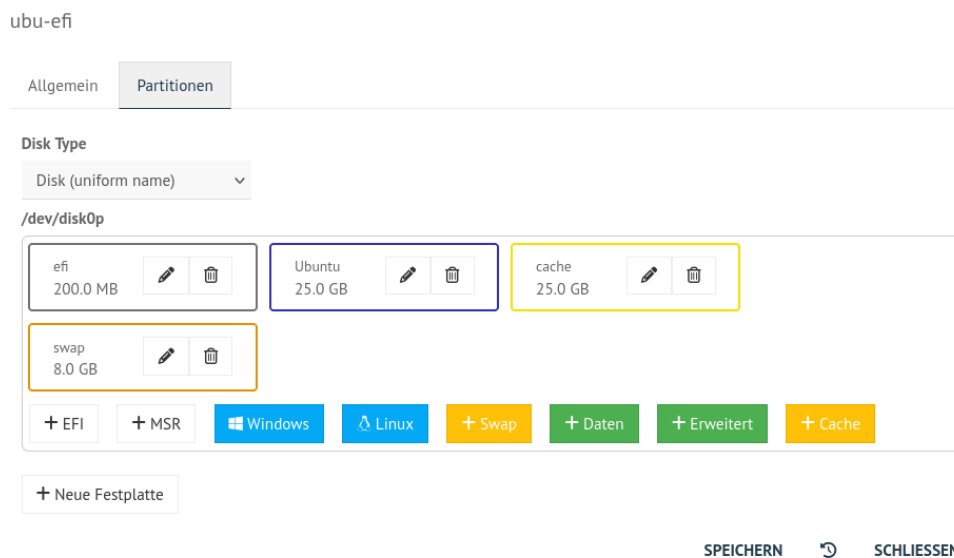 ubu-efi
Allgemein Partitionen
Disk Type
Disk (uniform name)
/dev/disk0p
efi
200.0 MB
Ubuntu
25.0 GB
cache
25.0 GB
swap
8.0 GB
+ EFI + MSR Windows Linux + Swap + Daten + Erweitert + Cache
+ Neue Festplatte
SPEICHERN SCHLIESSEN